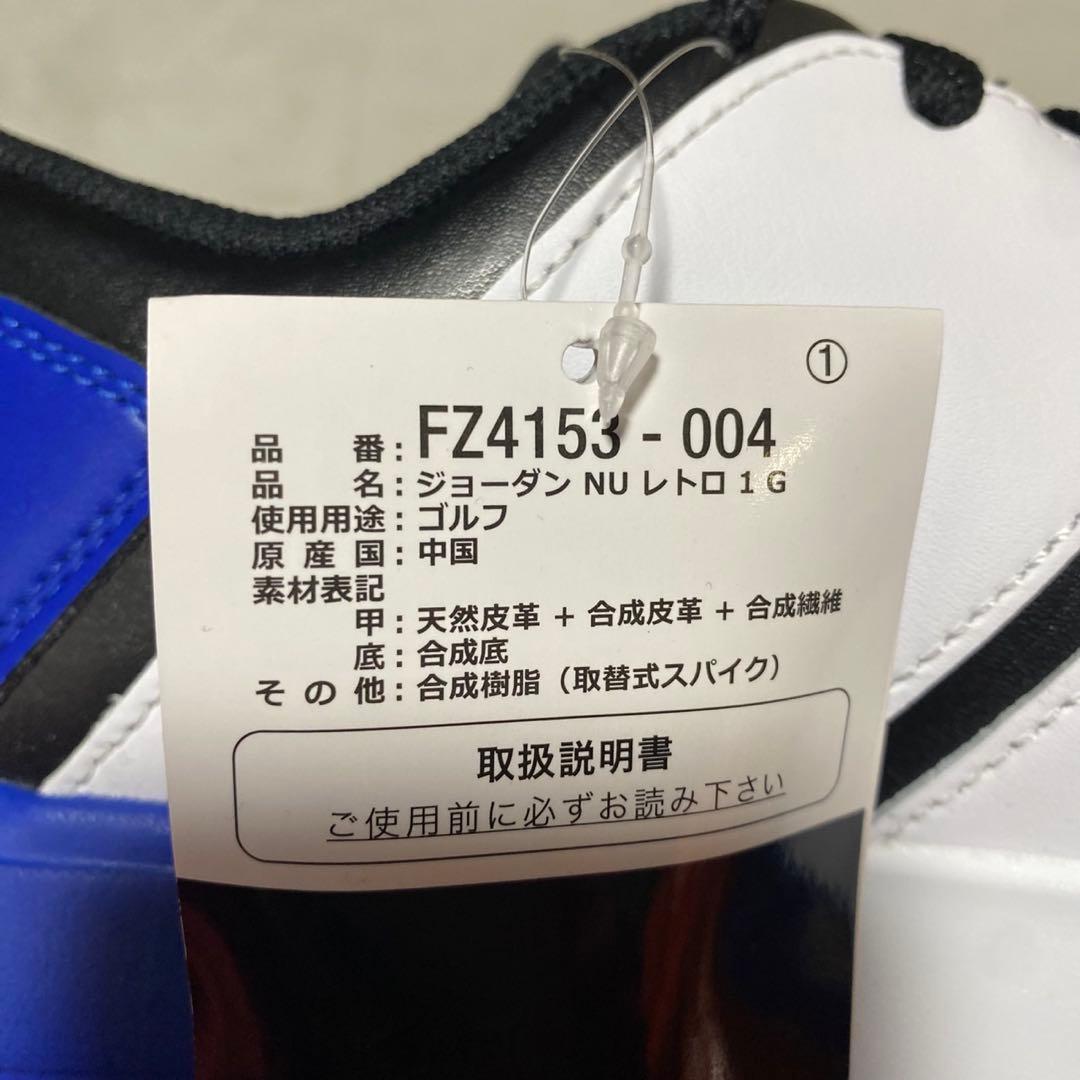 ①
品番：FZ4153 - 004
品名：ジョーダン NU レトロ 1 G
使用用途：ゴルフ
原産国：中国
素材表記
甲：天然皮革 + 合成皮革 + 合成繊維
底：合成底
その他：合成樹脂（取替式スパイク）
取扱説明書
ご使用前に必ずお読み下さい